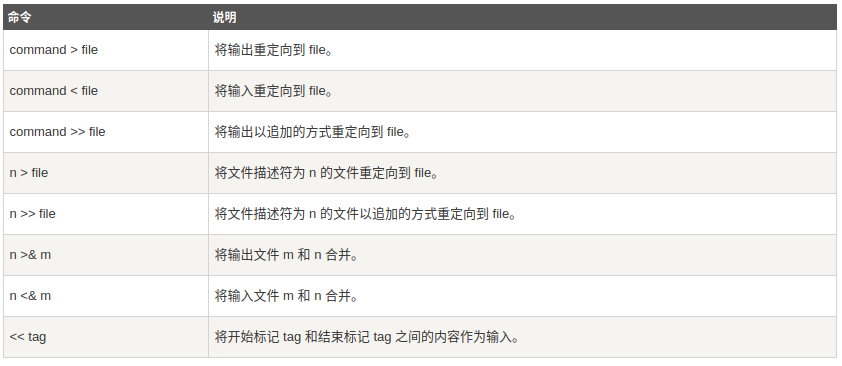 命令 说明
command > file 将输出重定向到 file。
command < file 将输入重定向到 file。
command >> file 将输出以追加的方式重定向到 file。
n > file 将文件描述符为 n 的文件重定向到 file。
n >> file 将文件描述符为 n 的文件以追加的方式重定向到 file。
n >& m 将输出文件 m 和 n 合并。
n <& m 将输入文件 m 和 n 合并。
<< tag 将开始标记 tag 和结束标记 tag 之间的内容作为输入。